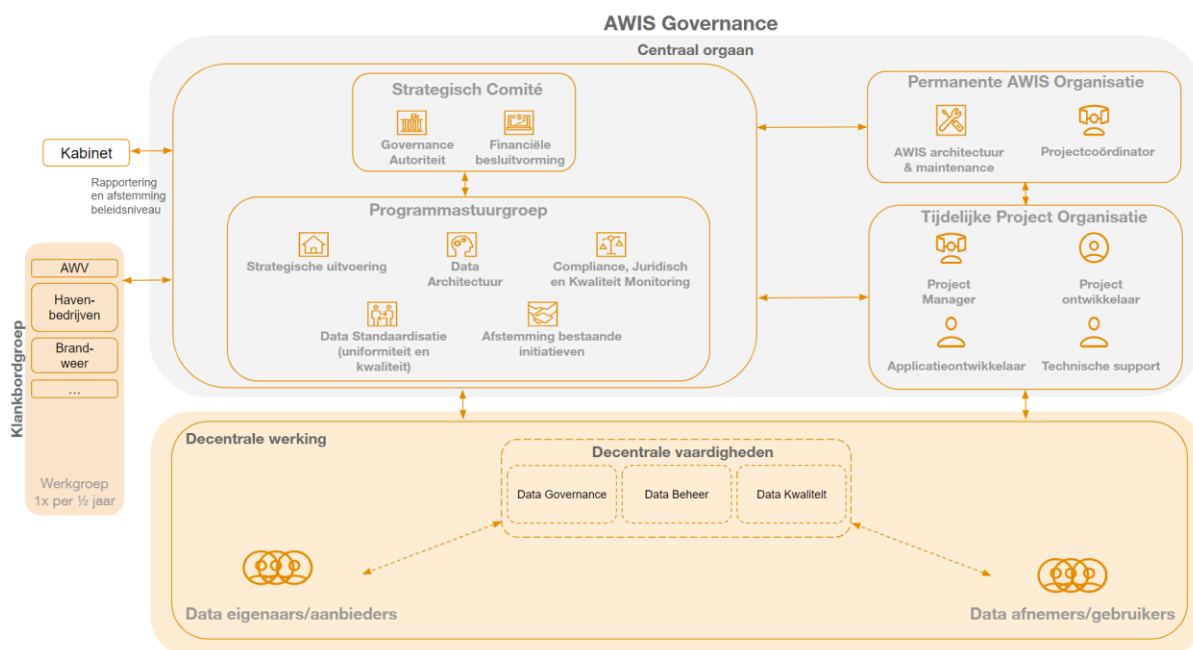 AWIS Governance
Centraal orgaan
Strategisch Comité
Governance
Autoriteit
Financiële
besluitvorming
Programmastuurgroep
Strategische uitvoering
Data
Architectuur
Compliance, Juridisch
en Kwaliteit Monitoring
Data Standaardisatie
(uniformiteit en
kwaliteit)
Afstemming bestaande
initiatieven
Permanente AWIS Organisatie
AWIS architectuur
& maintenance
Projectcoördinator
Tijdelijke Project Organisatie
Project
Manager
Project
ontwikkelaar
Applicatieontwikkelaar
Technische support
Kabinet
Rapportering
en afstemming
beleidsniveau
Klankbordgroep
AWV
Haven-
bedrijven
Brand-
weer
...
Werkgroep
1x per ½ jaar
Decentrale werking
Decentrale vaardigheden
Data Governance
Data Beheer
Data Kwaliteit
Data eigenaars/aanbieders
Data afnemers/gebruikers